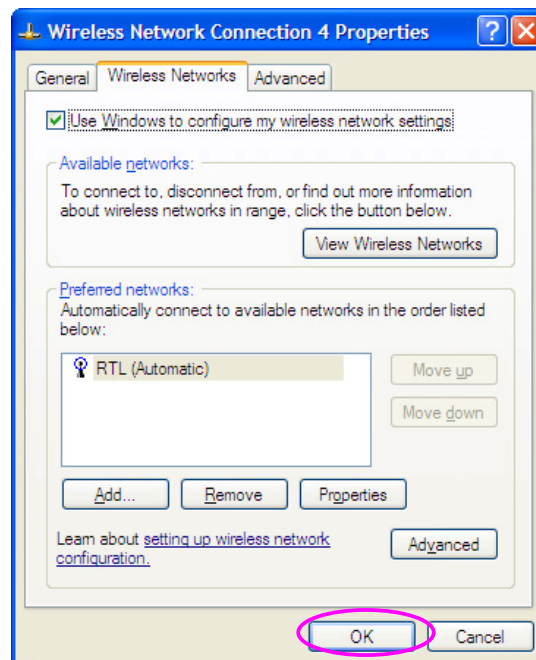 Wireless Network Connection 4 Properties
General Wireless Networks Advanced
Use Windows to configure my wireless network settings
Available networks:
To connect to, disconnect from, or find out more information
about wireless networks in range, click the button below.
View Wireless Networks
Preferred networks:
Automatically connect to available networks in the order listed
below:
RTL (Automatic)
Move up
Move down
Add... Remove Properties
Learn about setting up wireless network
configuration.
Advanced
OK Cancel